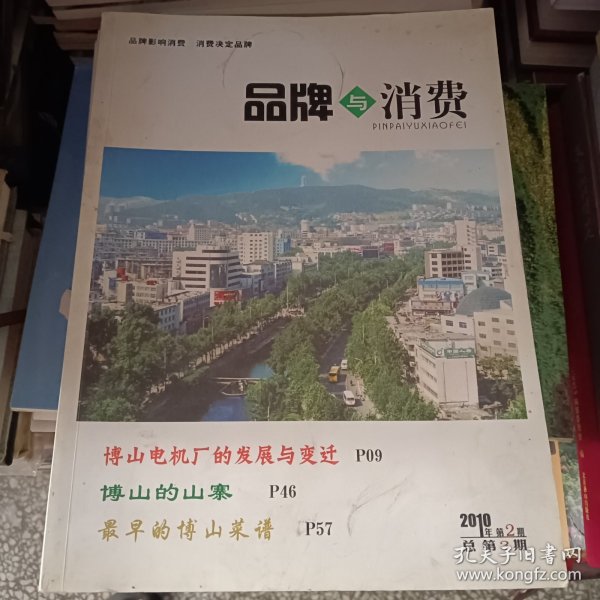 品牌影响消费 消费决定品牌
品牌与消费
PINPAIYUXIAOFEI
博山电机厂的发展与变迁 P09
博山的山寨 P46
最早的博山菜谱 P57
2010年第2期
总第 期
孔夫子旧书网
www.kongfz.com